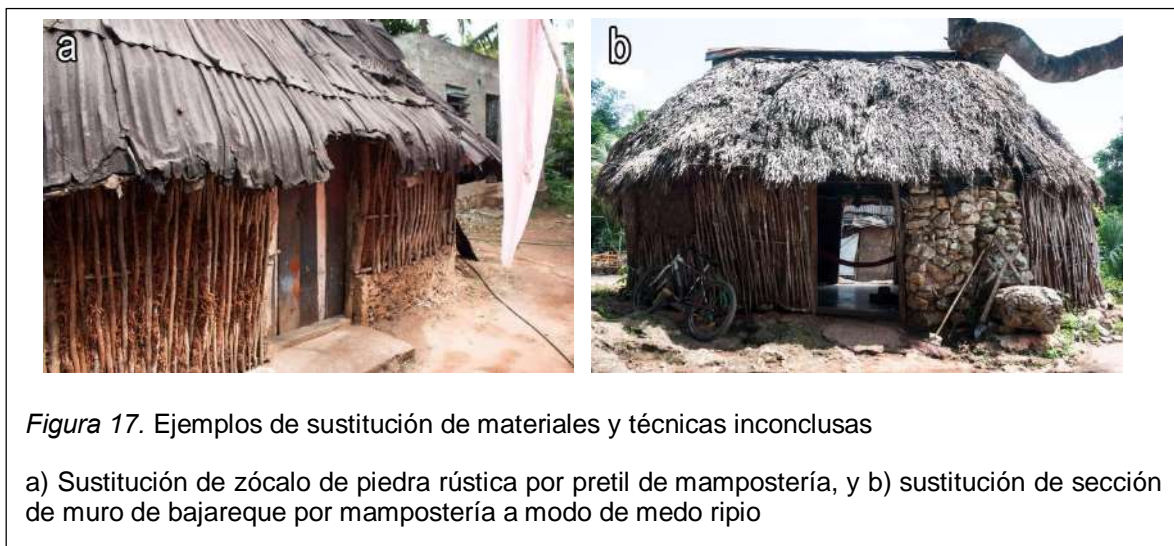 a
b
Figura 17. Ejemplos de sustitución de materiales y técnicas inconclusas
a) Sustitución de zócalo de piedra rústica por pretil de mampostería, y b) sustitución de sección
de muro de bajareque por mampostería a modo de medo ripio